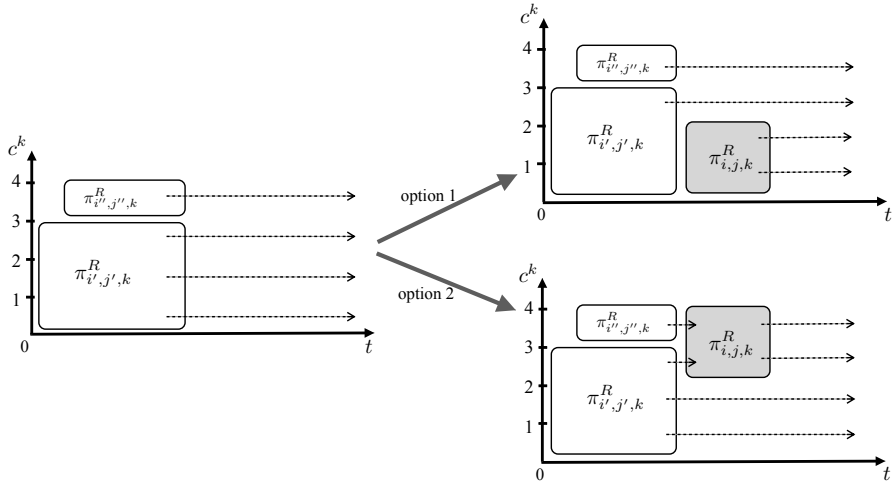 c^k
4
3
2
1
0
t
π^R_{i'',j'',k}
π^R_{i',j',k}
option 1
option 2
c^k
4
3
2
1
0
t
π^R_{i'',j'',k}
π^R_{i',j',k}
π^R_{i,j,k}
c^k
4
3
2
1
0
t
π^R_{i'',j'',k}
π^R_{i',j',k}
π^R_{i,j,k}